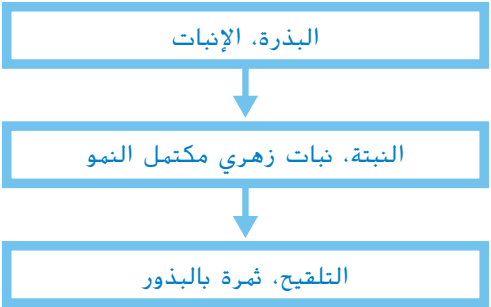 البذرة، الإنبات
النبتة، نبات زهري مكتمل النمو
التلقيح، ثمرة بالبذور